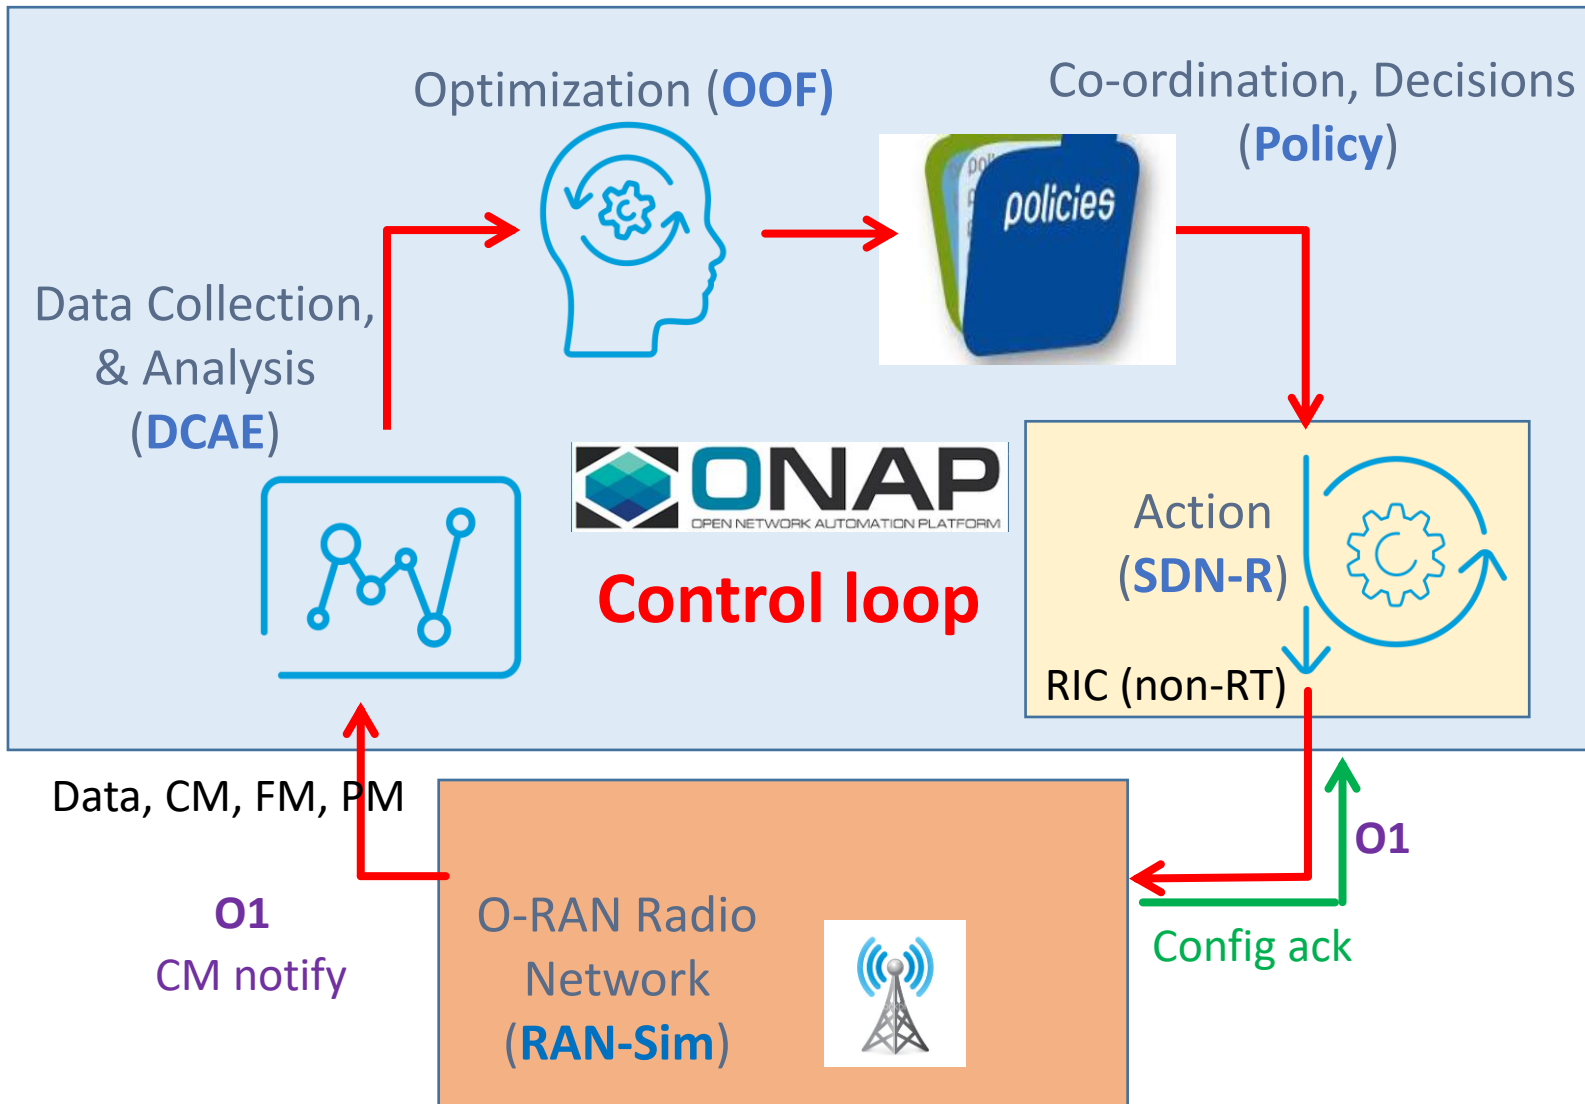 Optimization (OOF)
Co-ordination, Decisions
(Policy)
policies
Data Collection,
& Analysis
(DCAE)
ONAP
OPEN NETWORK AUTOMATION PLATFORM
Control loop
Action
(SDN-R)
RIC (non-RT)
Data, CM, FM, PM
O1
CM notify
O-RAN Radio
Network
(RAN-Sim)
O1
Config ack